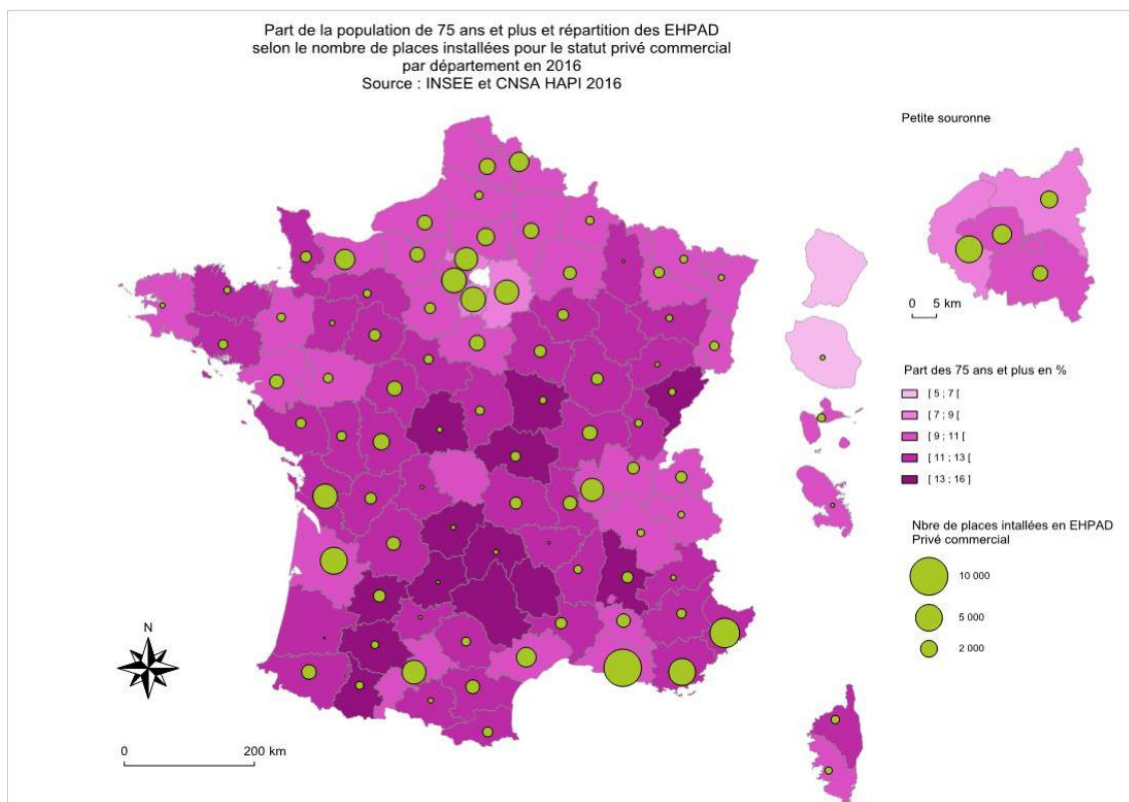 Part de la population de 75 ans et plus et répartition des EHPAD
selon le nombre de places installées pour le statut privé commercial
par département en 2016
Source : INSEE et CNSA HAPI 2016
Petite souronne
0 5 km
Part des 75 ans et plus en %
[ 5 ; 7 [
[ 7 ; 9 [
[ 9 ; 11 [
[ 11 ; 13 [
[ 13 ; 16 ]
Nbre de places intallées en EHPAD
Privé commercial
10 000
5 000
2 000
N
0 200 km